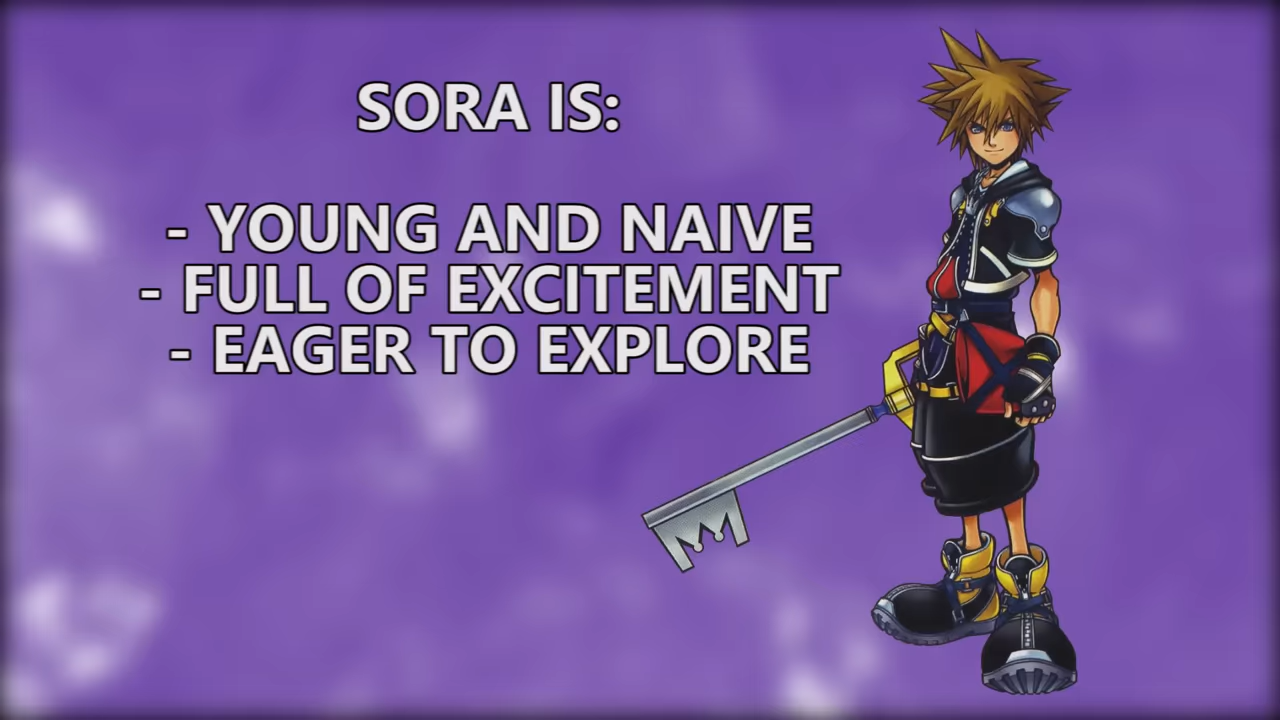 SORA IS:
- YOUNG AND NAIVE
- FULL OF EXCITEMENT
- EAGER TO EXPLORE